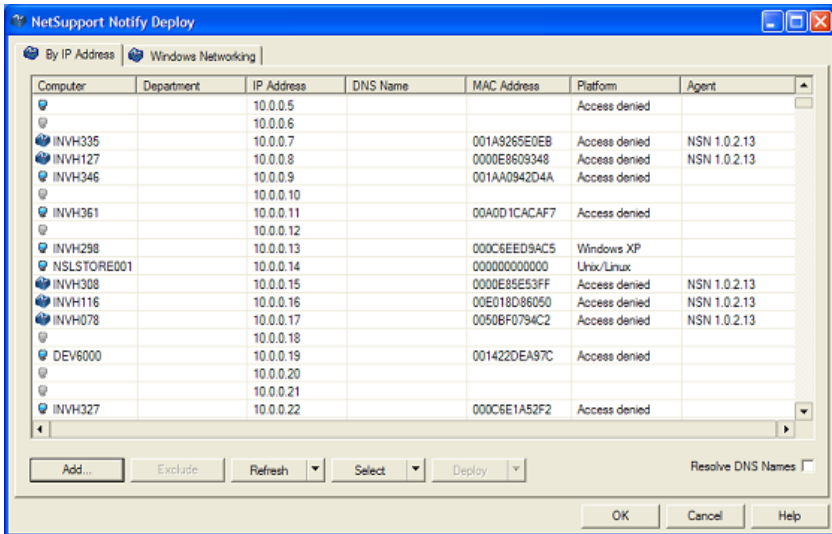 NetSupport Notify Deploy
By IP Address Windows Networking
Computer Department IP Address DNS Name MAC Address Platform Agent
10.0.0.5 Access denied
10.0.0.6
INVH335 10.0.0.7 001A9265E0EB Access denied NSN 1.0.2.13
INVH127 10.0.0.8 0000E8609348 Access denied NSN 1.0.2.13
INVH346 10.0.0.9 001AA0942D4A Access denied
10.0.0.10
INVH361 10.0.0.11 00A0D1CACAF7 Access denied
10.0.0.12
INVH298 10.0.0.13 000C6EED9AC5 Windows XP
NSLSTORE001 10.0.0.14 000000000000 Unix/Linux
INVH308 10.0.0.15 0000E85E53FF Access denied NSN 1.0.2.13
INVH116 10.0.0.16 00E018D86050 Access denied NSN 1.0.2.13
INVH078 10.0.0.17 0050BF0794C2 Access denied NSN 1.0.2.13
10.0.0.18
DEV6000 10.0.0.19 001422DEA97C Access denied
10.0.0.20
10.0.0.21
INVH327 10.0.0.22 000C6E1A52F2 Access denied
Add... Exclude Refresh Select Deploy Resolve DNS Names
OK Cancel Help